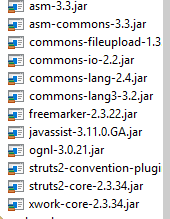 asm-3.3.jar
asm-commons-3.3.jar
commons-fileupload-1.3
commons-io-2.2.jar
commons-lang-2.4.jar
commons-lang3-3.2.jar
freemarker-2.3.22.jar
javassist-3.11.0.GA.jar
ognl-3.0.21.jar
struts2-convention-plugi
struts2-core-2.3.34.jar
xwork-core-2.3.34.jar